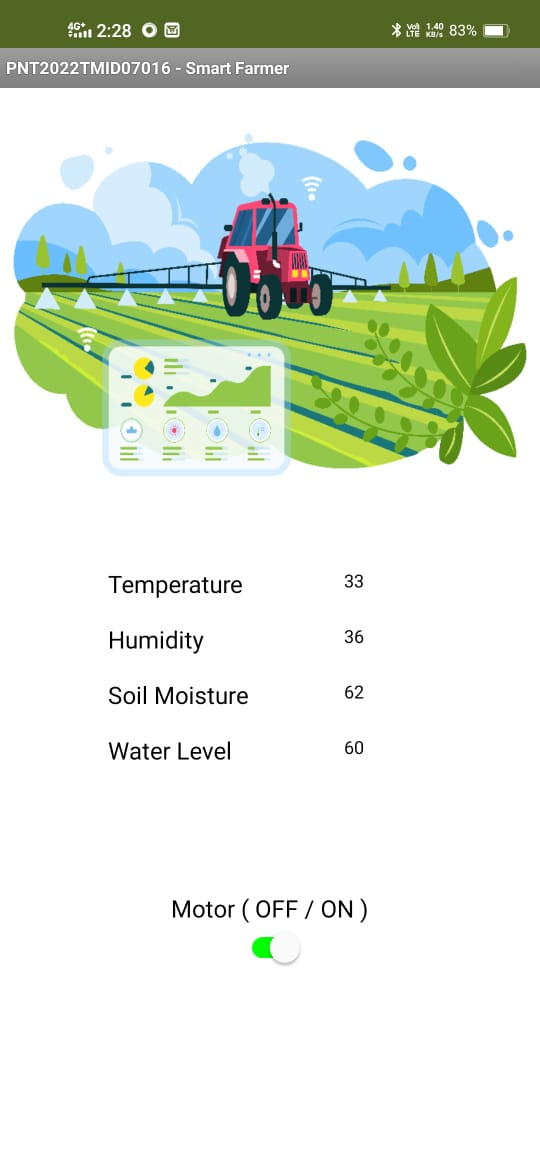 4G+ 2:28 VoI) LTE 1.40 KB/s 83%
PNT2022TMID07016 - Smart Farmer
Temperature 33
Humidity 36
Soil Moisture 62
Water Level 60
Motor ( OFF / ON )